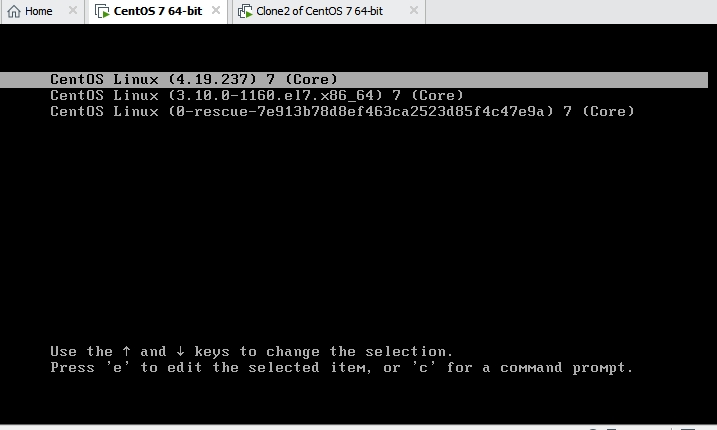 Home
CentOS 7 64-bit
Clone2 of CentOS 7 64-bit
CentOS Linux (4.19.237) 7 (Core)
CentOS Linux (3.10.0-1160.el7.x86_64) 7 (Core)
CentOS Linux (0-rescue-7e913b78d8ef463ca2523d85f4c47e9a) 7 (Core)
Use the ↑ and ↓ keys to change the selection.
Press 'e' to edit the selected item, or 'c' for a command prompt.